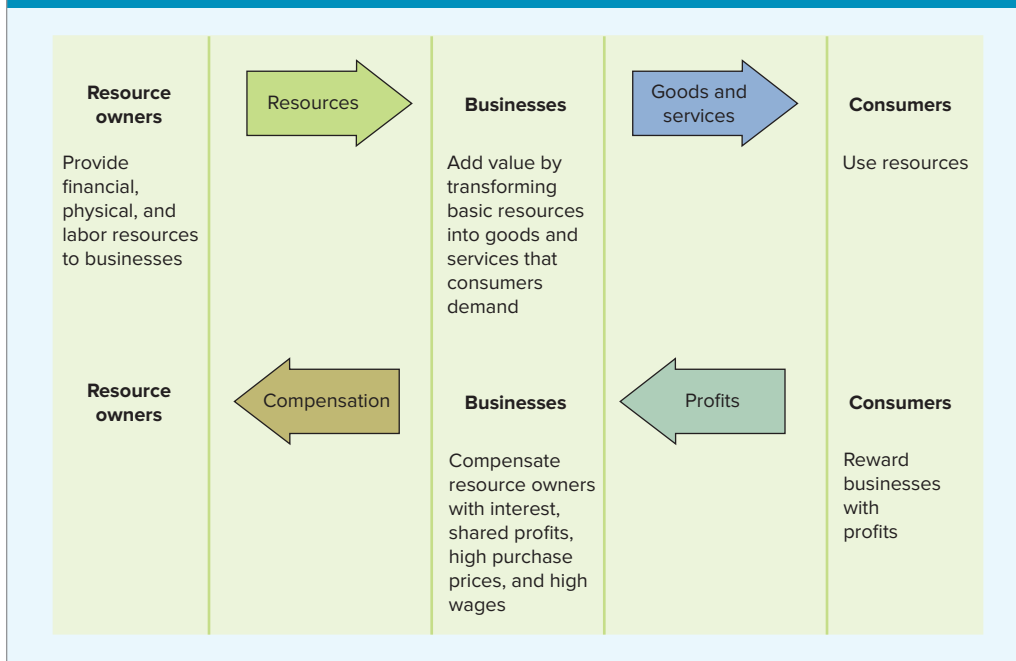 Resource
owners
Resources
Businesses
Goods and
services
Consumers
Provide
financial,
physical, and
labor resources
to businesses
Add value by
transforming
basic resources
into goods and
services that
consumers
demand
Use resources
Resource
owners
Compensation
Businesses
Profits
Consumers
Compensate
resource owners
with interest,
shared profits,
high purchase
prices, and high
wages
Reward
businesses
with
profits